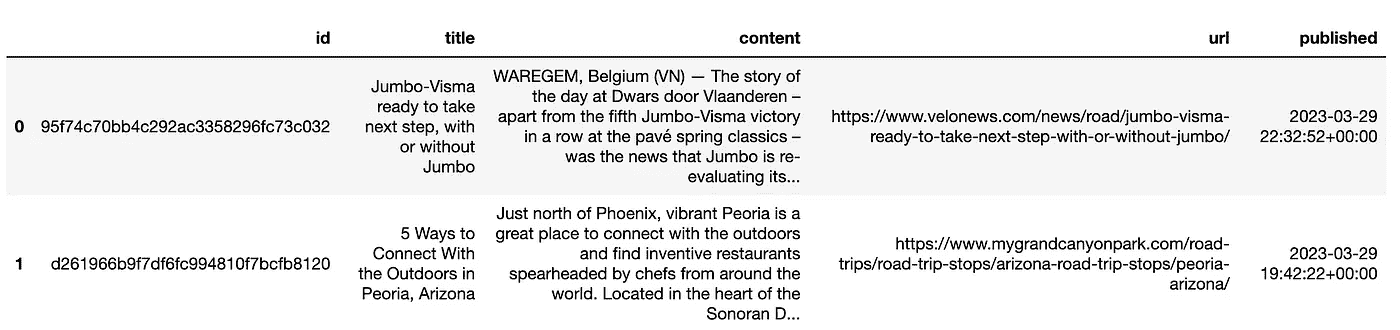 id title content url published
0 95f74c70bb4c292ac3358296fc73c032
Jumbo-Visma
ready to take
next step, with
or without
Jumbo
WAREGEM, Belgium (VN) — The story of
the day at Dwars door Vlaanderen –
apart from the fifth Jumbo-Visma victory
in a row at the pavé spring classics –
was the news that Jumbo is re-
evaluating its...
https://www.velonews.com/news/road/jumbo-visma-
ready-to-take-next-step-with-or-without-jumbo/
2023-03-29
22:32:52+00:00
1 d261966b9f7df6fc994810f7bcfb8120
5 Ways to
Connect With
the Outdoors in
Peoria, Arizona
Just north of Phoenix, vibrant Peoria is a
great place to connect with the outdoors
and find inventive restaurants
spearheaded by chefs from around the
world. Located in the heart of the
Sonoran D...
https://www.mygrandcanyonpark.com/road-
trips/road-trip-stops/arizona-road-trip-stops/peoria-
arizona/
2023-03-29
19:42:22+00:00